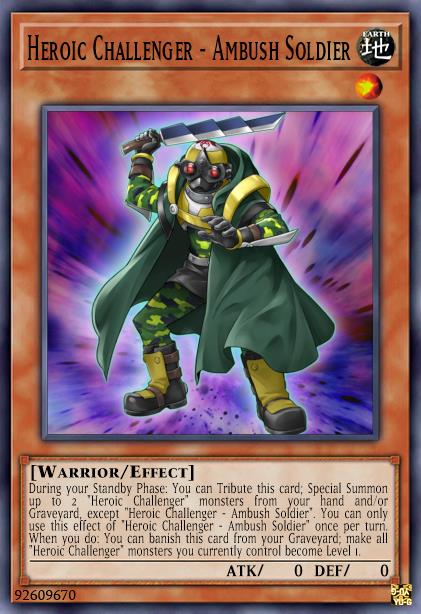 Heroic Challenger - Ambush Soldier
EARTH
地
[Warrior/Effect]
During your Standby Phase: You can Tribute this card; Special Summon
up to 2 "Heroic Challenger" monsters from your hand and/or
Graveyard, except "Heroic Challenger - Ambush Soldier". You can only
use this effect of "Heroic Challenger - Ambush Soldier" once per turn.
When you do: You can banish this card from your Graveyard; make all
"Heroic Challenger" monsters you currently control become Level 1.
ATK/ 0 DEF/ 0
92609670